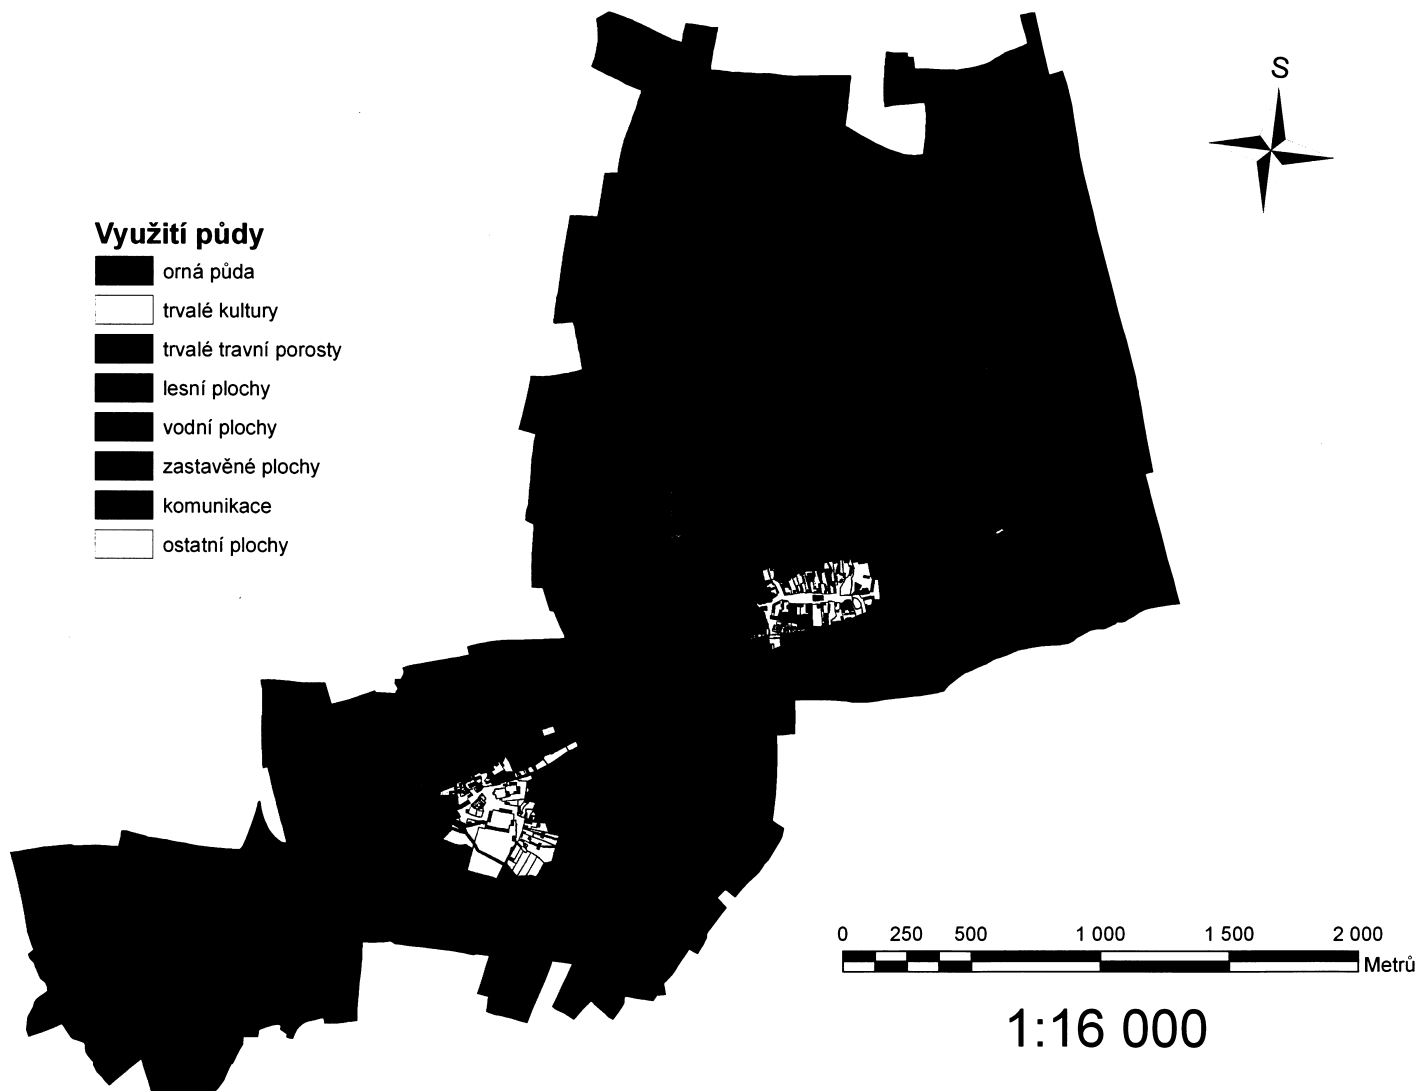 S
Využití půdy
orná půda
trvalé kultury
trvalé travní porosty
lesní plochy
vodní plochy
zastavěné plochy
komunikace
ostatní plochy
0 250 500 1 000 1 500 2 000
Metrů
1:16 000